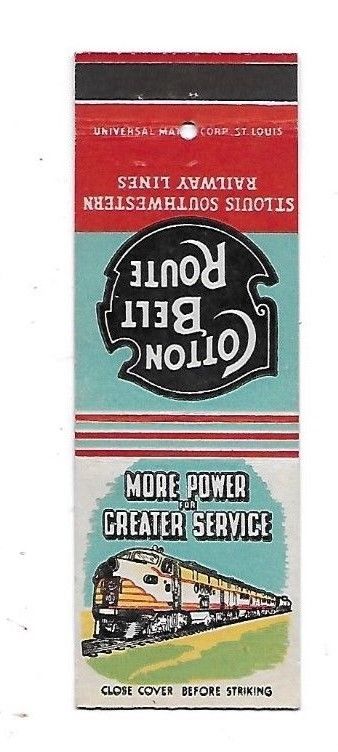 UNIVERSAL MATCH CORP. ST. LOUIS
ST. LOUIS SOUTHWESTERN
RAILWAY LINES
COTTON
BELT
ROUTE
MORE POWER
FOR
GREATER SERVICE
CLOSE COVER BEFORE STRIKING